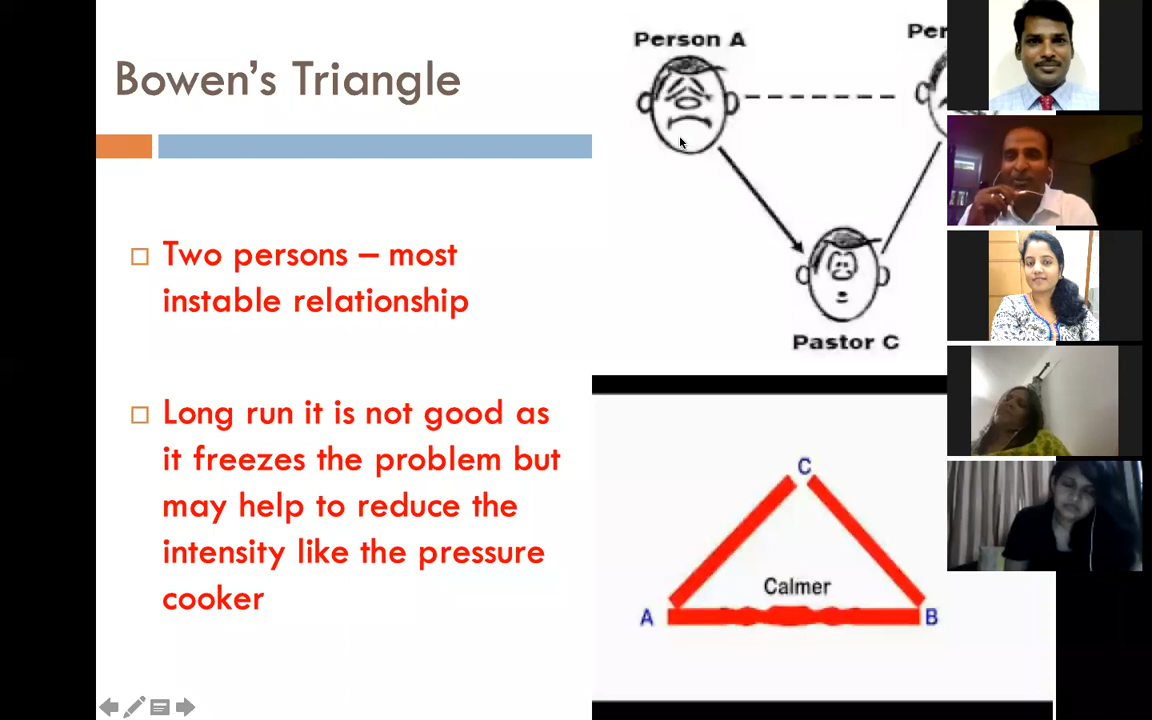 Bowen's Triangle
Two persons – most
instable relationship
Long run it is not good as
it freezes the problem but
may help to reduce the
intensity like the pressure
cooker
Person A
Per
Pastor C
C
Calmer
A
B